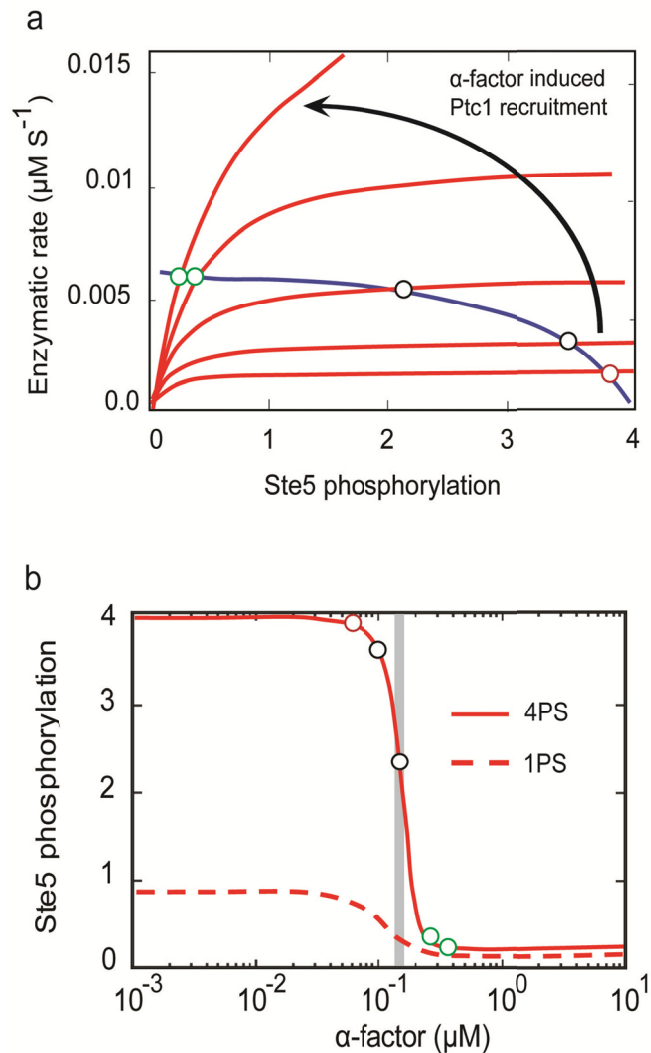 a
Enzymatic rate (µM S⁻¹)
0.015
0.01
0.005
0.0
α-factor induced
Ptc1 recruitment
0 1 2 3 4
Ste5 phosphorylation
b
Ste5 phosphorylation
4
3
2
1
0
4PS
1PS
10⁻³ 10⁻² 10⁻¹ 10⁰ 10¹
α-factor (µM)